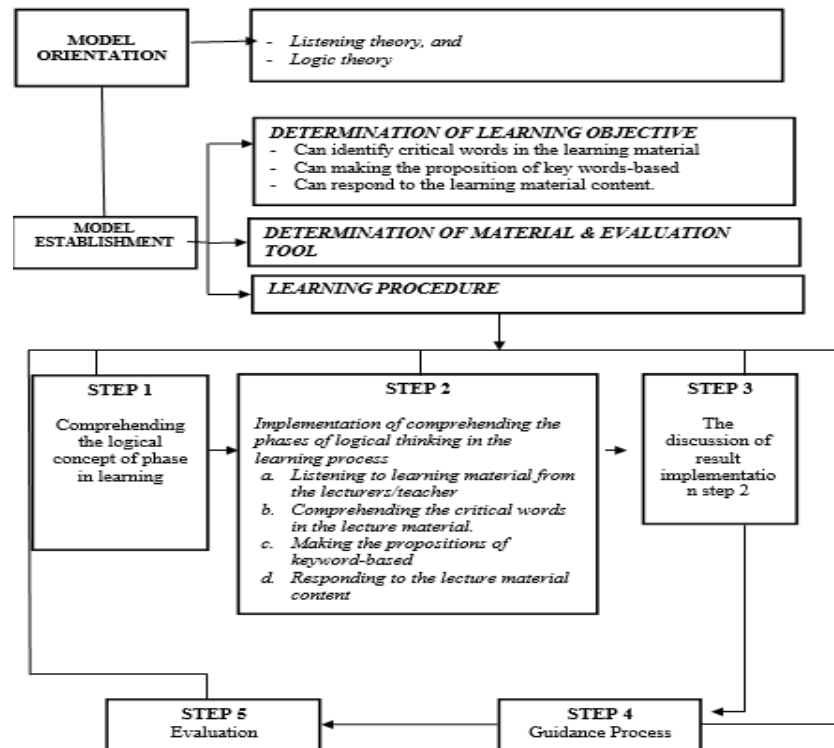 MODEL
ORIENTATION
- Listening theory, and
- Logic theory
DETERMINATION OF LEARNING OBJECTIVE
- Can identify critical words in the learning material
- Can making the proposition of key words-based
- Can respond to the learning material content.
MODEL
ESTABLISHMENT
DETERMINATION OF MATERIAL & EVALUATION
TOOL
LEARNING PROCEDURE
STEP 1
Comprehending
the logical
concept of phase
in learning
STEP 2
Implementation of comprehending the
phases of logical thinking in the
learning process
a. Listening to learning material from
the lecturers/teacher
b. Comprehending the critical words
in the lecture material.
c. Making the propositions of
keyword-based
d. Responding to the lecture material
content
STEP 3
The
discussion of
result
implementatio
n step 2
STEP 5
Evaluation
STEP 4
Guidance Process